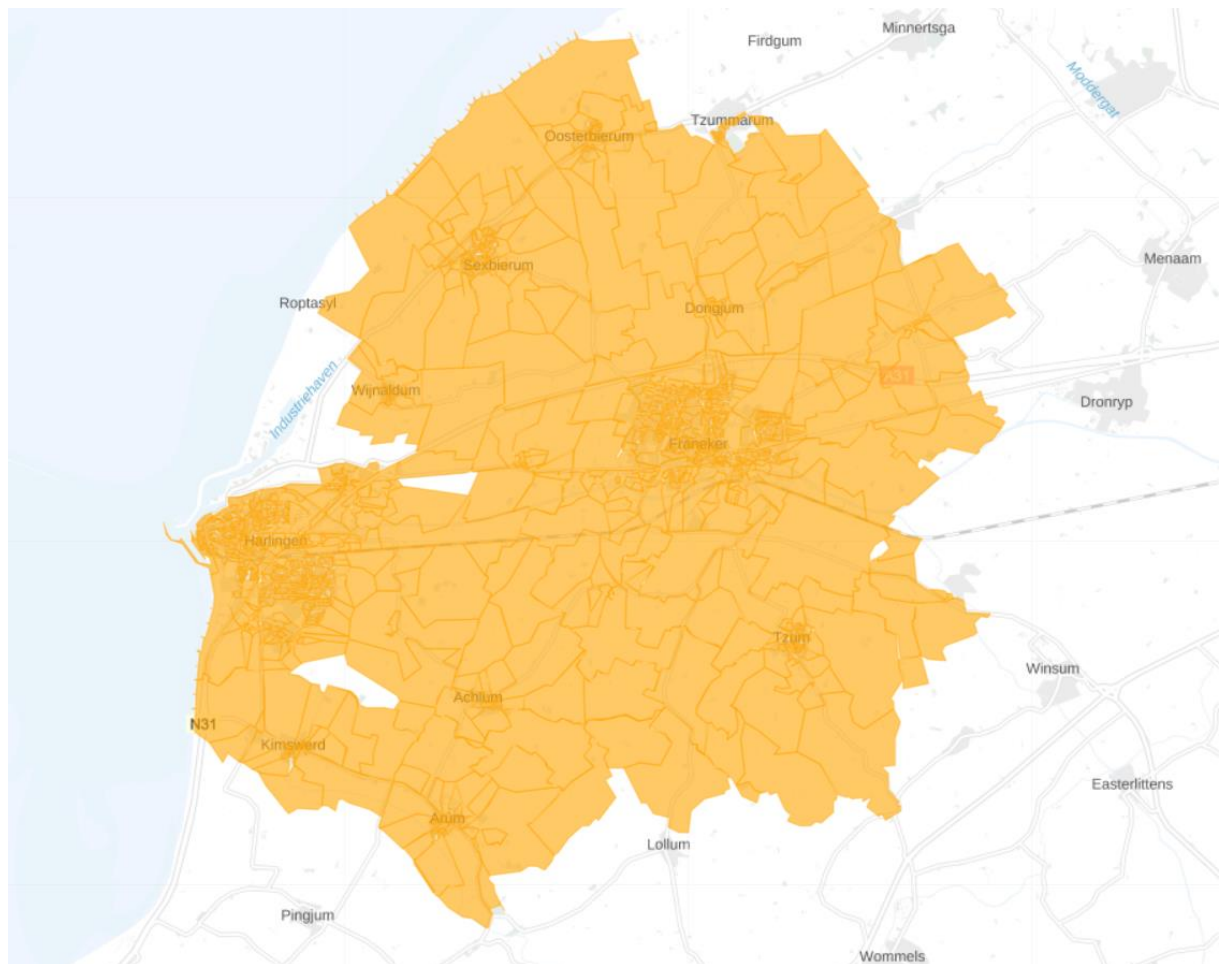 Minnertsga
Firdgum
Moddergat
Tzummarum
Oosterbierum
Menaam
Sexbierum
Roptasyl
Dongjum
A31
Wijnaldum
Industriehaven
Dronryp
Franeker
Harlingen
Tzum
Winsum
Achlum
N31
Kimswerd
Easterlittens
Arum
Lollum
Pingjum
Wommels